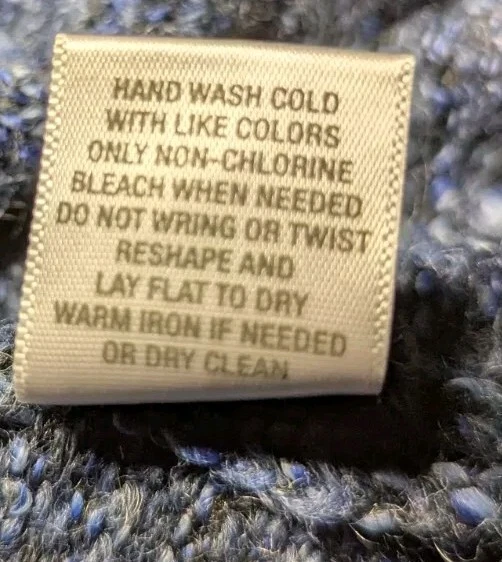 HAND WASH COLD
WITH LIKE COLORS
ONLY NON-CHLORINE
BLEACH WHEN NEEDED
DO NOT WRING OR TWIST
RESHAPE AND
LAY FLAT TO DRY
WARM IRON IF NEEDED
OR DRY CLEAN